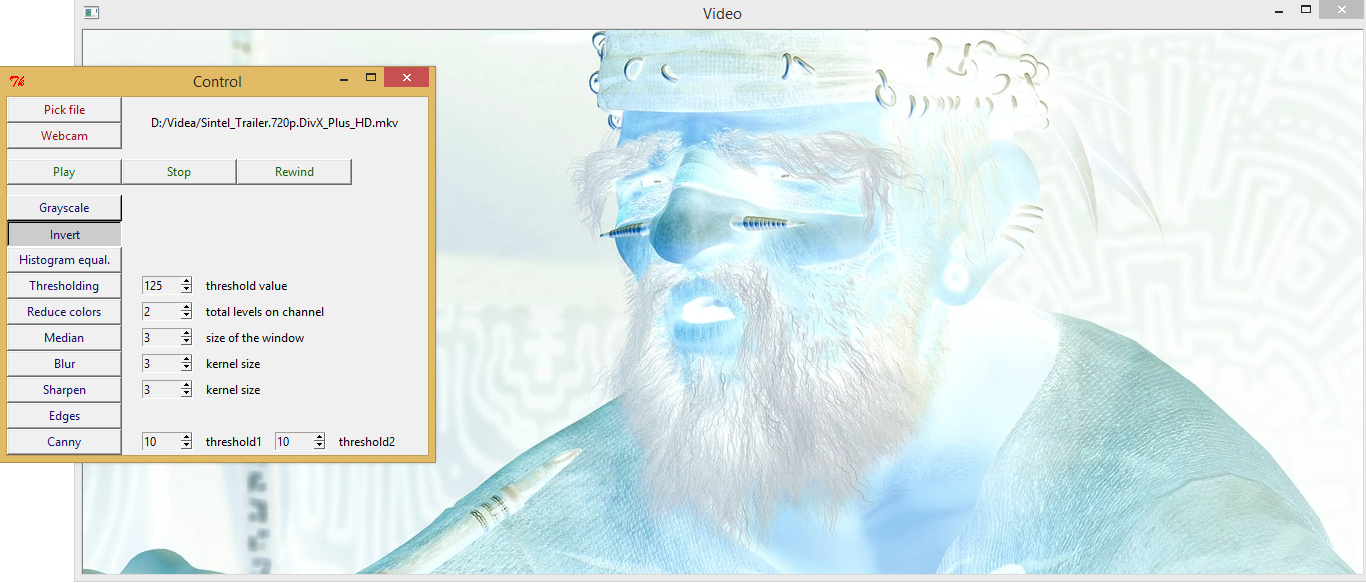 Video
Control
Pick file
D:/Videa/Sintel_Trailer.720p.DivX_Plus_HD.mkv
Webcam
Play Stop Rewind
Grayscale
Invert
Histogram equal.
Thresholding 125 threshold value
Reduce colors 2 total levels on channel
Median 3 size of the window
Blur 3 kernel size
Sharpen 3 kernel size
Edges
Canny 10 threshold1 10 threshold2